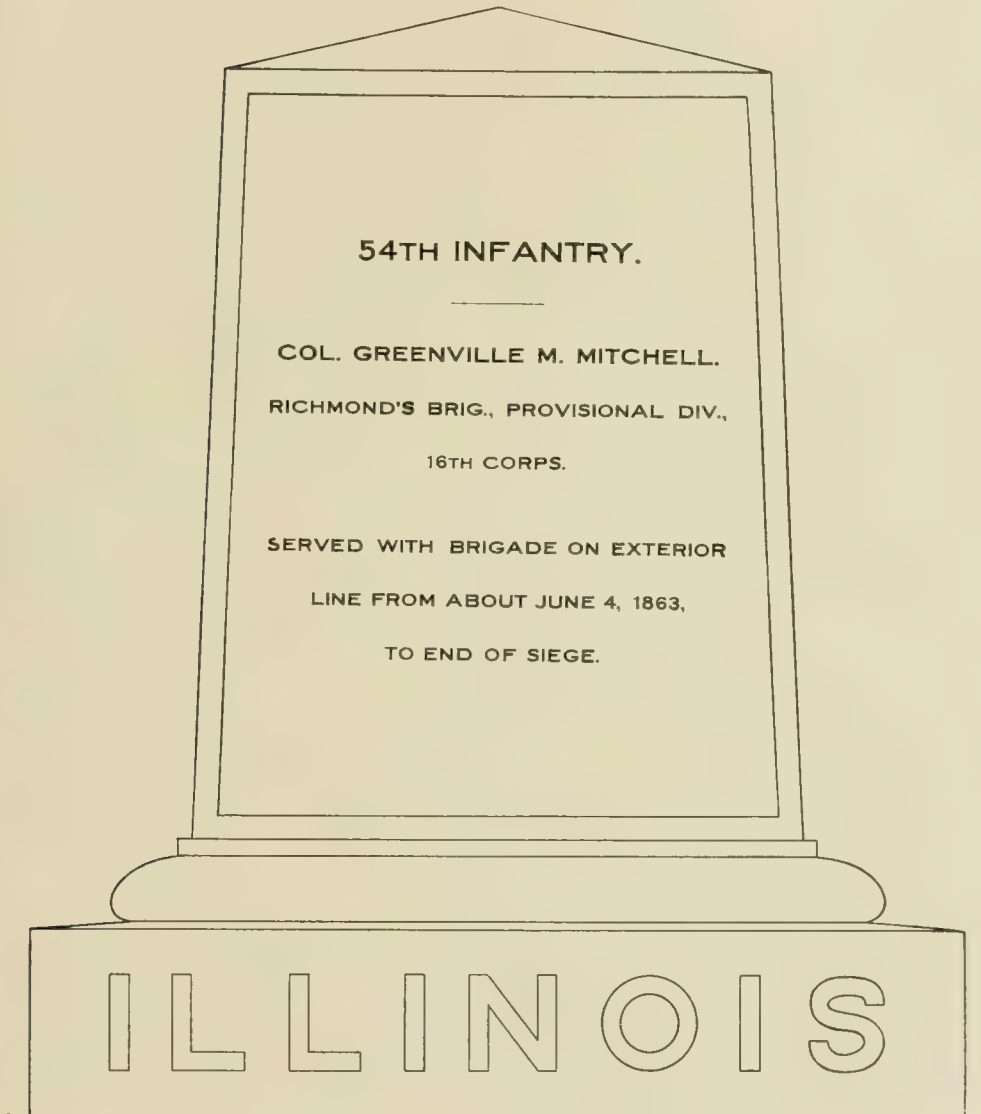 54TH INFANTRY.
COL. GREENVILLE M. MITCHELL.
RICHMOND'S BRIG., PROVISIONAL DIV.,
16TH CORPS.
SERVED WITH BRIGADE ON EXTERIOR
LINE FROM ABOUT JUNE 4, 1863,
TO END OF SIEGE.
ILLINOIS